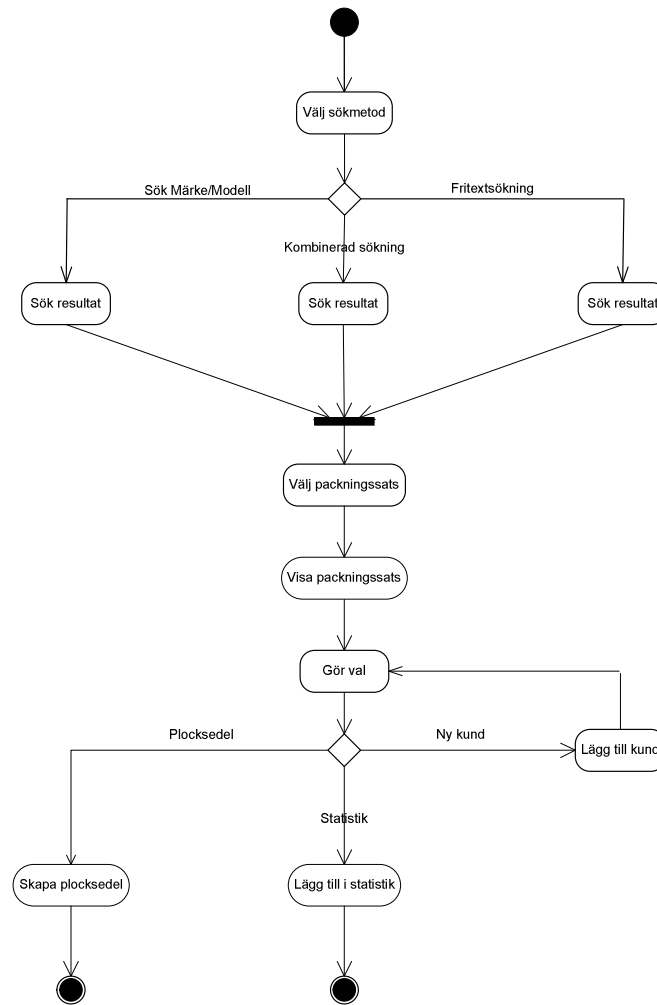 Välj sökmetod
Sök Märke/Modell
Fritextsökning
Kombinerad sökning
Sök resultat
Sök resultat
Sök resultat
Välj packningssats
Visa packningssats
Gör val
Plocksedel
Ny kund
Lägg till kund
Statistik
Skapa plocksedel
Lägg till i statistik